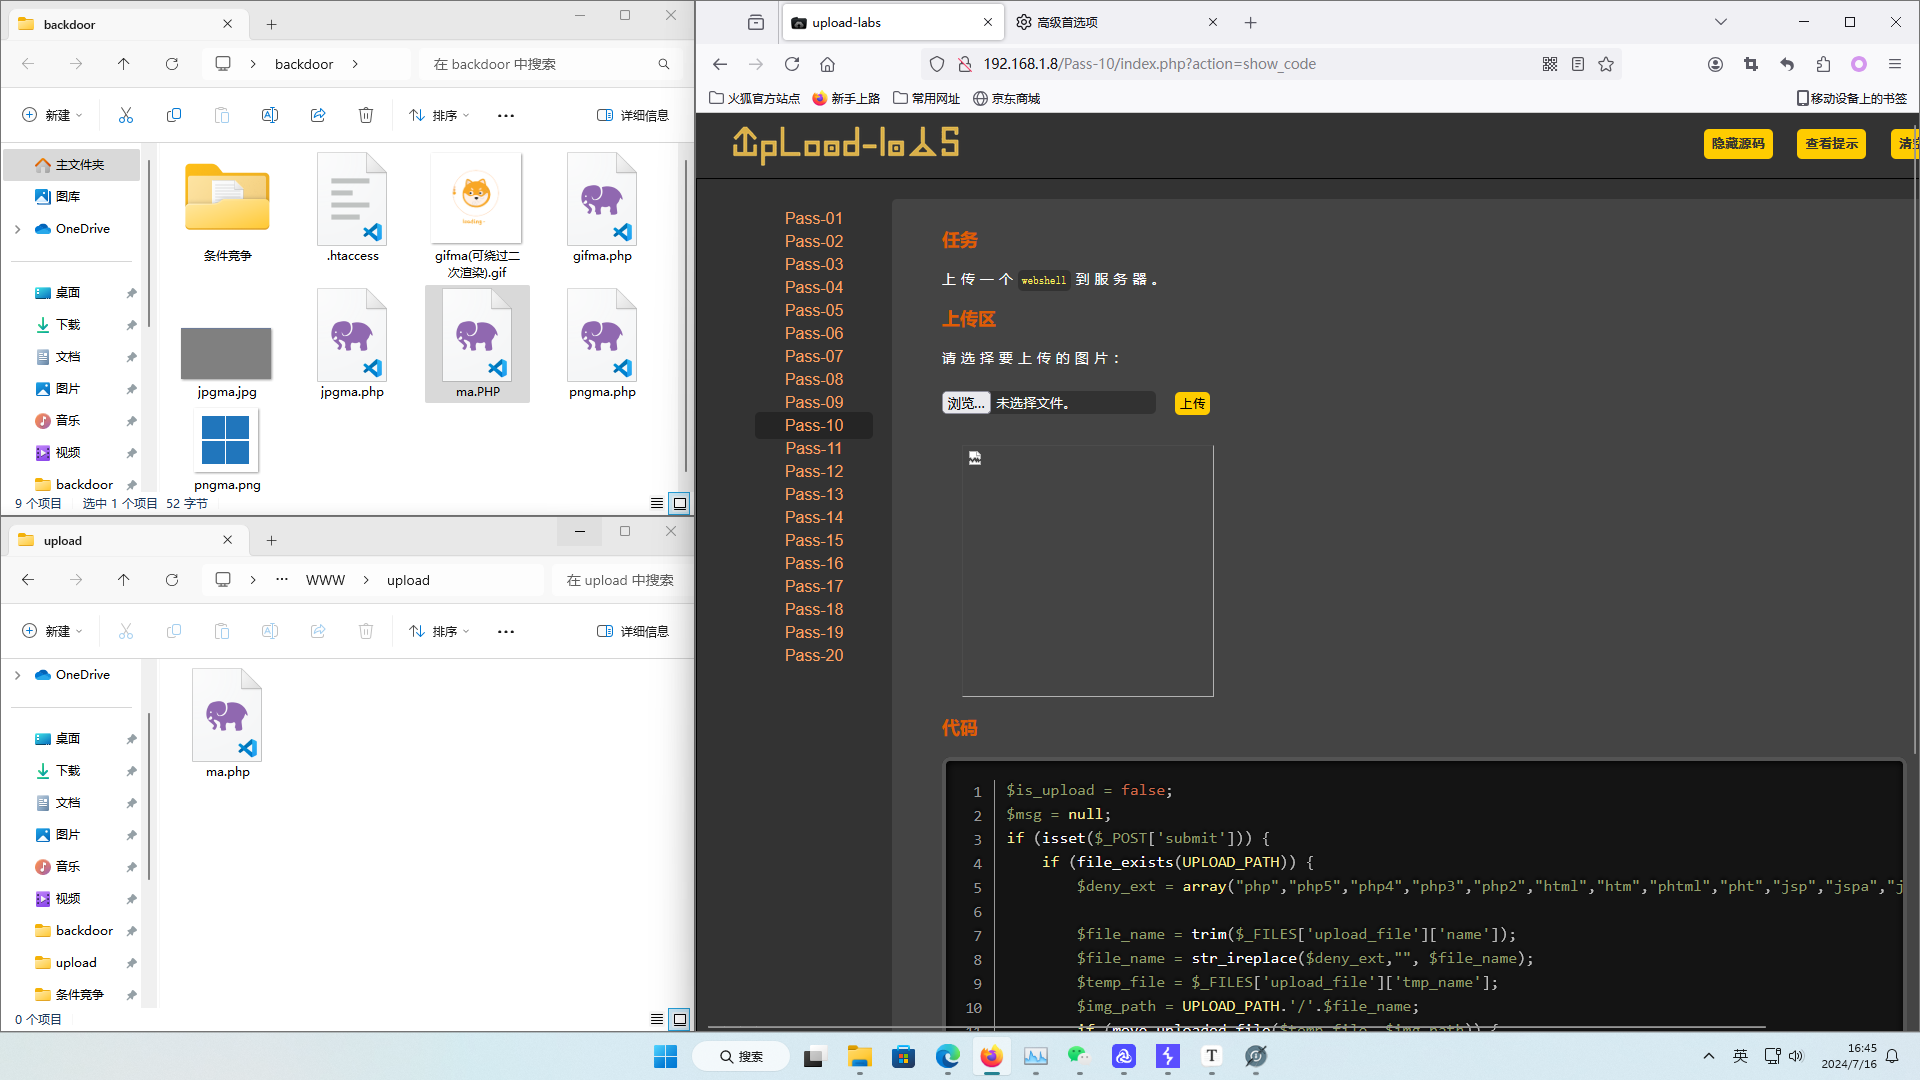 backdoor
backdoor
在 backdoor 中搜索
新建
排序
详细信息
主文件夹
图库
OneDrive
桌面
下载
文档
图片
音乐
视频
backdoor
条件竞争
.htaccess
gifma(可绕过二
次渲染).gif
gifma.php
jpgma.jpg
jpgma.php
ma.PHP
pngma.php
pngma.png
9 个项目
选中 1 个项目 52 字节
upload
WWW
upload
在 upload 中搜索
新建
排序
详细信息
OneDrive
桌面
下载
文档
图片
音乐
视频
backdoor
upload
条件竞争
ma.php
0 个项目
upload-labs
高级首选项
192.168.1.8/Pass-10/index.php?action=show_code
火狐官方站点
新手上路
常用网址
京东商城
移动设备上的书签
UpLoad-labS
隐藏源码
查看提示
Pass-01
Pass-02
Pass-03
Pass-04
Pass-05
Pass-06
Pass-07
Pass-08
Pass-09
Pass-10
Pass-11
Pass-12
Pass-13
Pass-14
Pass-15
Pass-16
Pass-17
Pass-18
Pass-19
Pass-20
任务
上传一个 webshell 到服务器。
上传区
请选择要上传的图片：
浏览... 未选择文件。
上传
代码
1 $is_upload = false;
2 $msg = null;
3 if (isset($_POST['submit'])) {
4 if (file_exists(UPLOAD_PATH)) {
5 $deny_ext = array("php","php5","php4","php3","php2","html","htm","phtml","pht","jsp","jspa","j
6
7 $file_name = trim($_FILES['upload_file']['name']);
8 $file_name = str_ireplace($deny_ext,"", $file_name);
9 $temp_file = $_FILES['upload_file']['tmp_name'];
10 $img_path = UPLOAD_PATH.'/'.$file_name;
搜索
英
16:45
2024/7/16